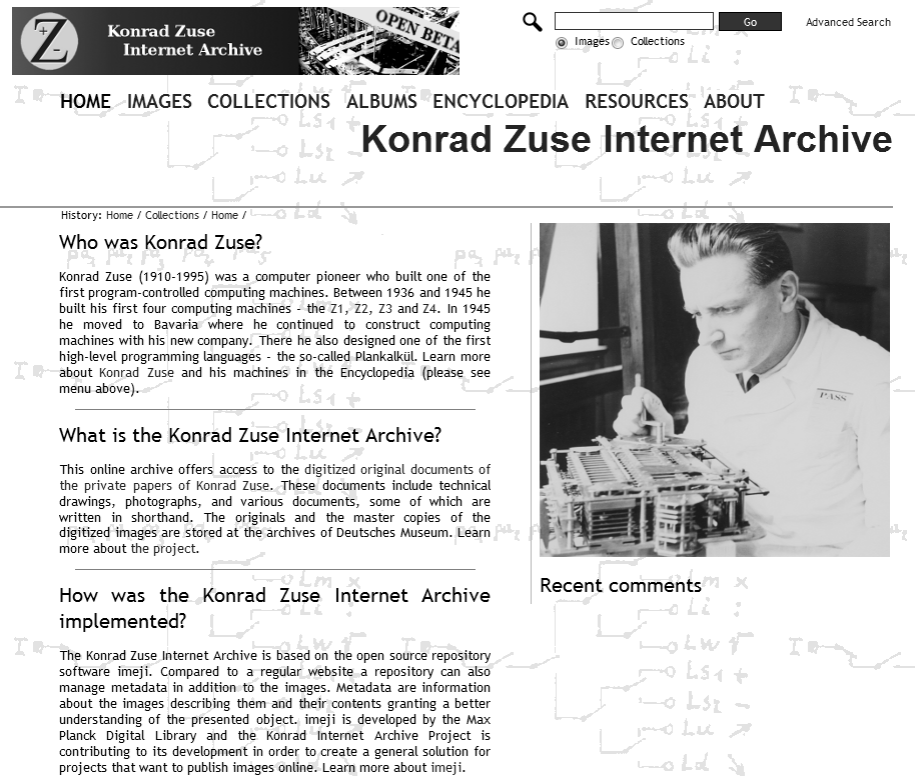 Z
Konrad Zuse
Internet Archive
OPEN BETA
Go
Advanced Search
Images Collections
HOME IMAGES COLLECTIONS ALBUMS ENCYCLOPEDIA RESOURCES ABOUT
Konrad Zuse Internet Archive
History: Home / Collections / Home /
Who was Konrad Zuse?
Konrad Zuse (1910-1995) was a computer pioneer who built one of the
first program-controlled computing machines. Between 1936 and 1945 he
built his first four computing machines - the Z1, Z2, Z3 and Z4. In 1945
he moved to Bavaria where he continued to construct computing
machines with his new company. There he also designed one of the first
high-level programming languages - the so-called Plankalkül. Learn more
about Konrad Zuse and his machines in the Encyclopedia (please see
menu above).
What is the Konrad Zuse Internet Archive?
This online archive offers access to the digitized original documents of
the private papers of Konrad Zuse. These documents include technical
drawings, photographs, and various documents, some of which are
written in shorthand. The originals and the master copies of the
digitized images are stored at the archives of Deutsches Museum. Learn
more about the project.
How was the Konrad Zuse Internet Archive
implemented?
The Konrad Zuse Internet Archive is based on the open source repository
software imeji. Compared to a regular website a repository can also
manage metadata in addition to the images. Metadata are information
about the images describing them and their contents granting a better
understanding of the presented object. imeji is developed by the Max
Planck Digital Library and the Konrad Internet Archive Project is
contributing to its development in order to create a general solution for
projects that want to publish images online. Learn more about imeji.
PASS
Recent comments